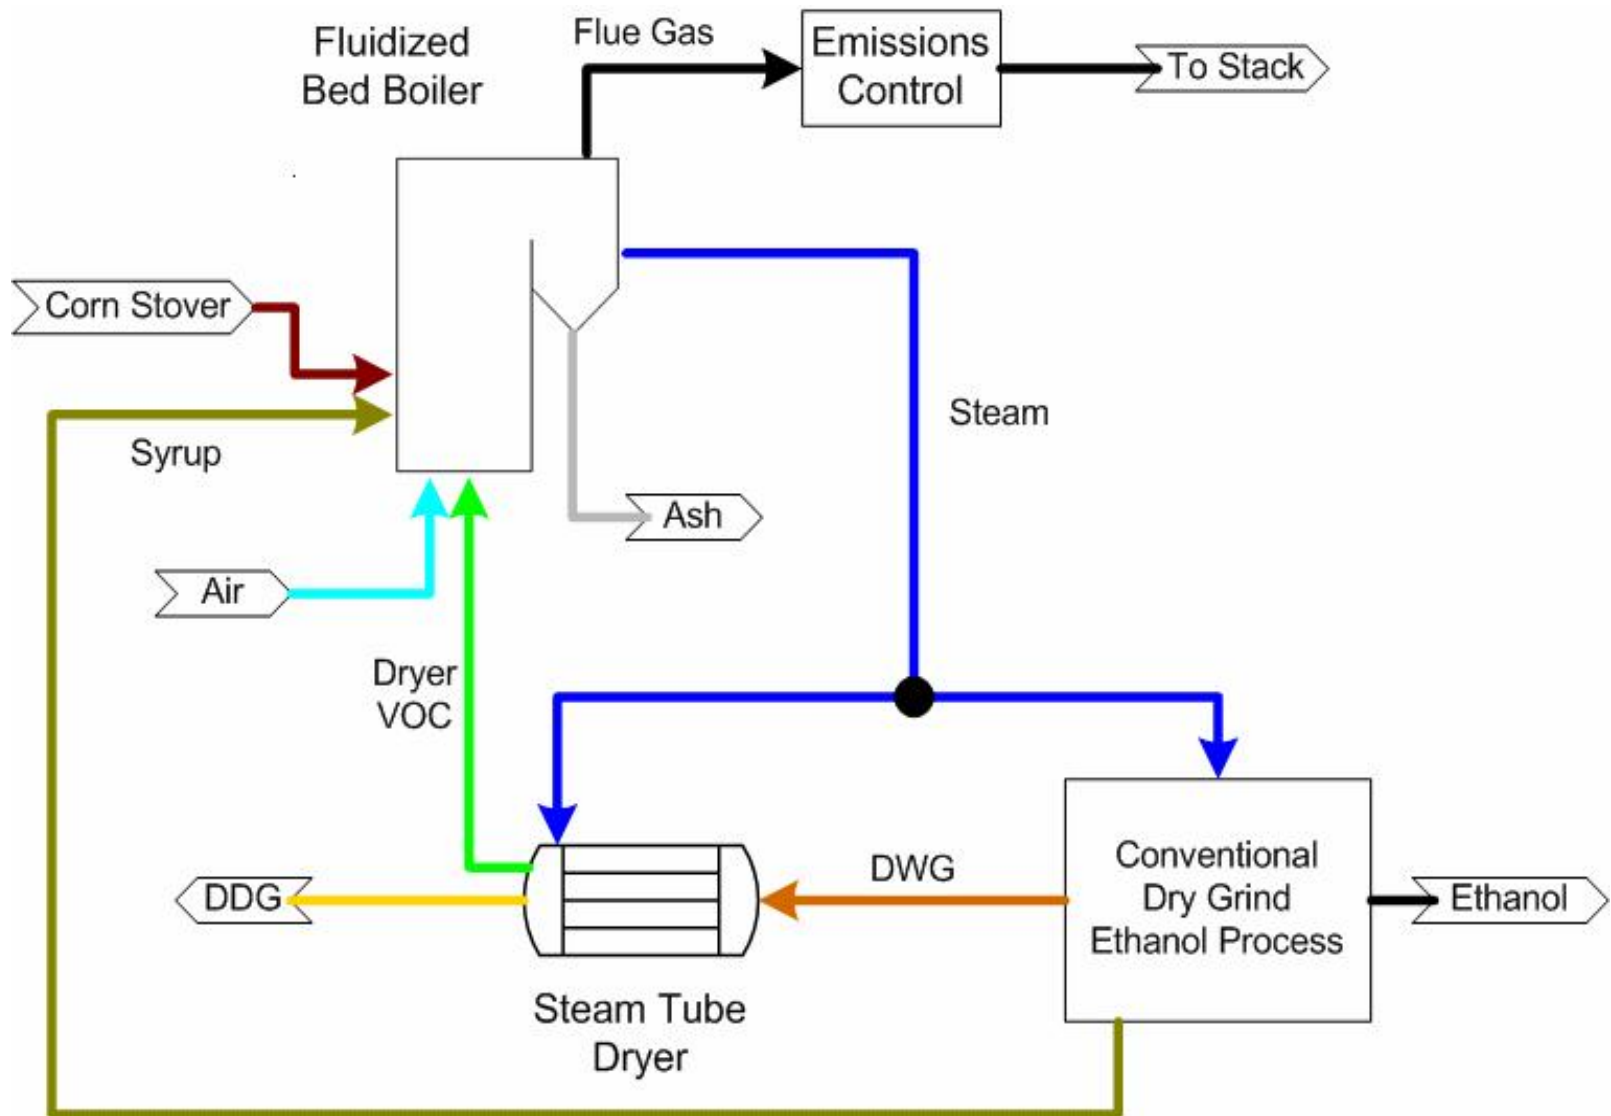 Fluidized
Bed Boiler
Flue Gas
Emissions
Control
To Stack
Corn Stover
Syrup
Steam
Ash
Air
Dryer
VOC
DDG
DWG
Conventional
Dry Grind
Ethanol Process
Ethanol
Steam Tube
Dryer